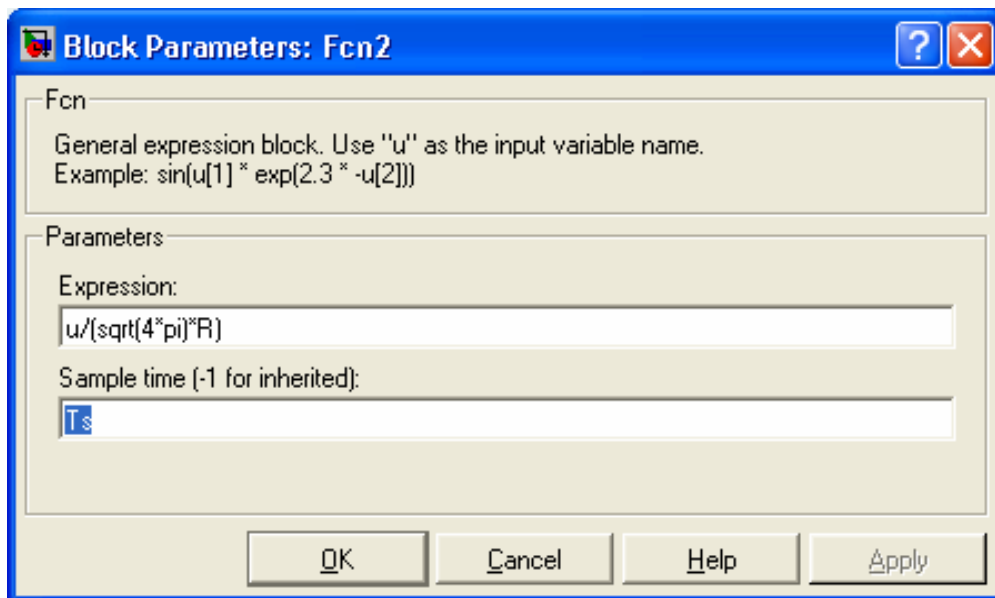 Block Parameters: Fcn2
Fcn
General expression block. Use "u" as the input variable name.
Example: sin(u[1] * exp(2.3 * -u[2]))
Parameters
Expression:
u/(sqrt(4*pi)*R)
Sample time (-1 for inherited):
Ts
OK
Cancel
Help
Apply